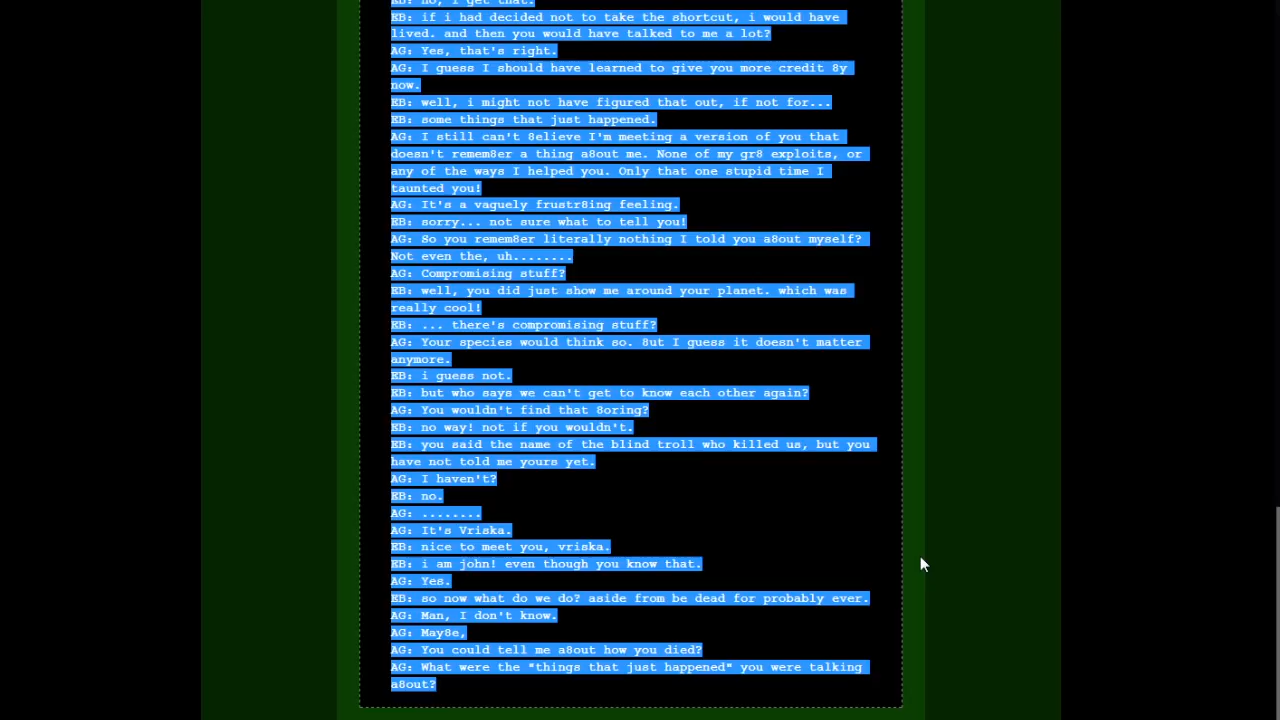 EB: no, i get that.
EB: if i had decided not to take the shortcut, i would have
lived. and then you would have talked to me a lot?
AG: Yes, that's right.
AG: I guess I should have learned to give you more credit 8y
now.
EB: well, i might not have figured that out, if not for...
EB: some things that just happened.
AG: I still can't 8elieve I'm meeting a version of you that
doesn't remem8er a thing a8out me. None of my gr8 exploits, or
any of the ways I helped you. Only that one stupid time I
taunted you!
AG: It's a vaguely frustr8ing feeling.
EB: sorry... not sure what to tell you!
AG: So you remem8er literally nothing I told you a8out myself?
Not even the, uh........
AG: Compromising stuff?
EB: well, you did just show me around your planet. which was
really cool!
EB: ... there's compromising stuff?
AG: Your species would think so. 8ut I guess it doesn't matter
anymore.
EB: i guess not.
EB: but who says we can't get to know each other again?
AG: You wouldn't find that 8oring?
EB: no way! not if you wouldn't.
EB: you said the name of the blind troll who killed us, but you
have not told me yours yet.
AG: I haven't?
EB: no.
AG: ........
AG: It's Vriska.
EB: nice to meet you, vriska.
EB: i am john! even though you know that.
AG: Yes.
EB: so now what do we do? aside from be dead for probably ever.
AG: Man, I don't know.
AG: May8e,
AG: You could tell me a8out how you died?
AG: What were the "things that just happened" you were talking
a8out?